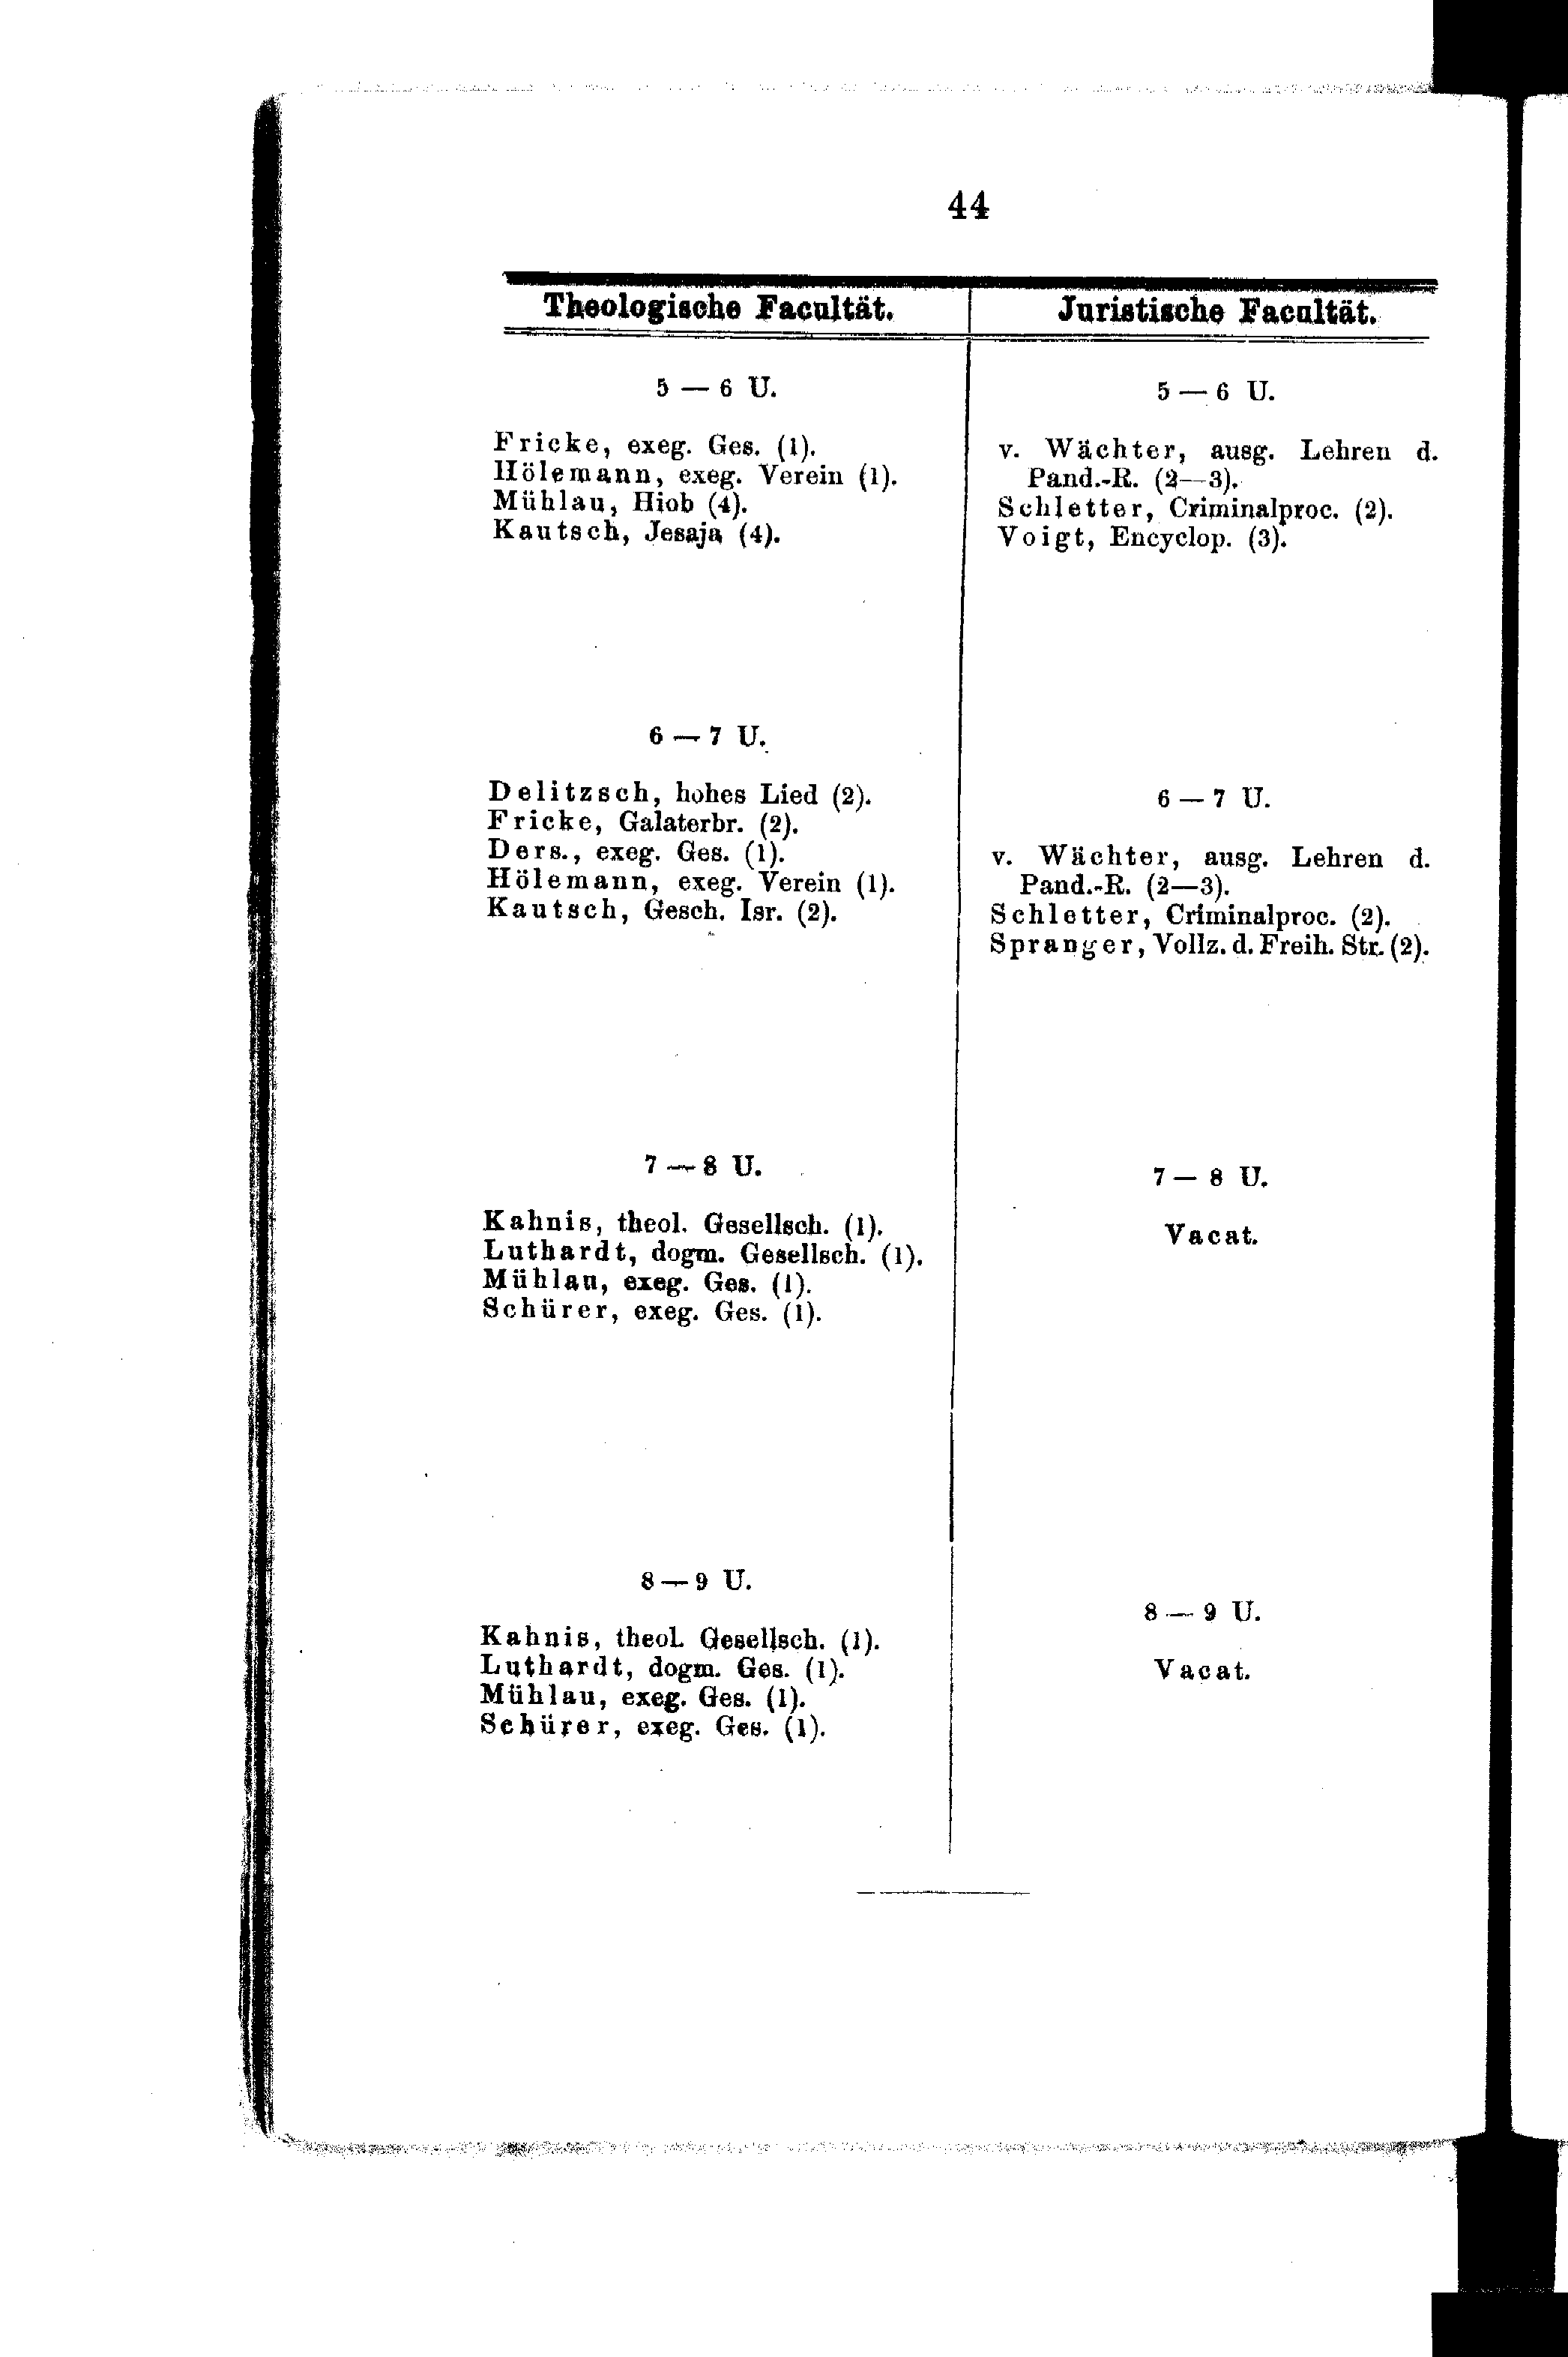 44
Theologische Facultät.
5 — 6 U.
Fricke, exeg. Ges. (1).
Hölemann, exeg. Verein (1).
Mühlau, Hiob (4).
Kautsch, Jesaja (4).
6 — 7 U.
Delitzsch, hohes Lied (2).
Fricke, Galaterbr. (2).
Ders., exeg. Ges. (1).
Hölemann, exeg. Verein (1).
Kautsch, Gesch. Isr. (2).
7 — 8 U.
Kahnis, theol. Gesellsch. (1).
Luthardt, dogm. Gesellsch. (1).
Mühlau, exeg. Ges. (1).
Schürer, exeg. Ges. (1).
8 — 9 U.
Kahnis, theol. Gesellsch. (1).
Luthardt, dogm. Ges. (1).
Mühlau, exeg. Ges. (1).
Schürer, exeg. Ges. (1).
Juristische Facultät.
5 — 6 U.
v. Wächter, ausg. Lehren d.
Pand.-R. (2—3).
Schletter, Criminalproc. (2).
Voigt, Encyclop. (3).
6 — 7 U.
v. Wächter, ausg. Lehren d.
Pand.-R. (2—3).
Schletter, Criminalproc. (2).
Spranger, Vollz. d. Freih. Str. (2).
7 — 8 U.
Vacat.
8 — 9 U.
Vacat.